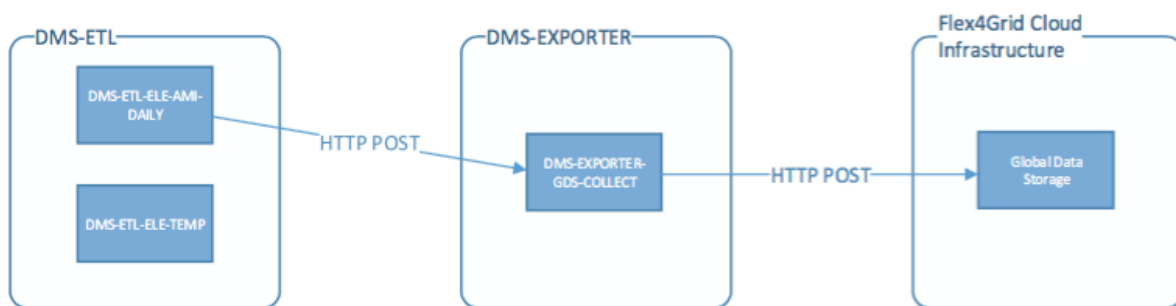 DMS-ETL
DMS-ETL-ELE-AMI-
DAILY
DMS-ETL-ELE-TEMP
HTTP POST
DMS-EXPORTER
DMS-EXPORTER-
GDS-COLLECT
HTTP POST
Flex4Grid Cloud
Infrastructure
Global Data
Storage